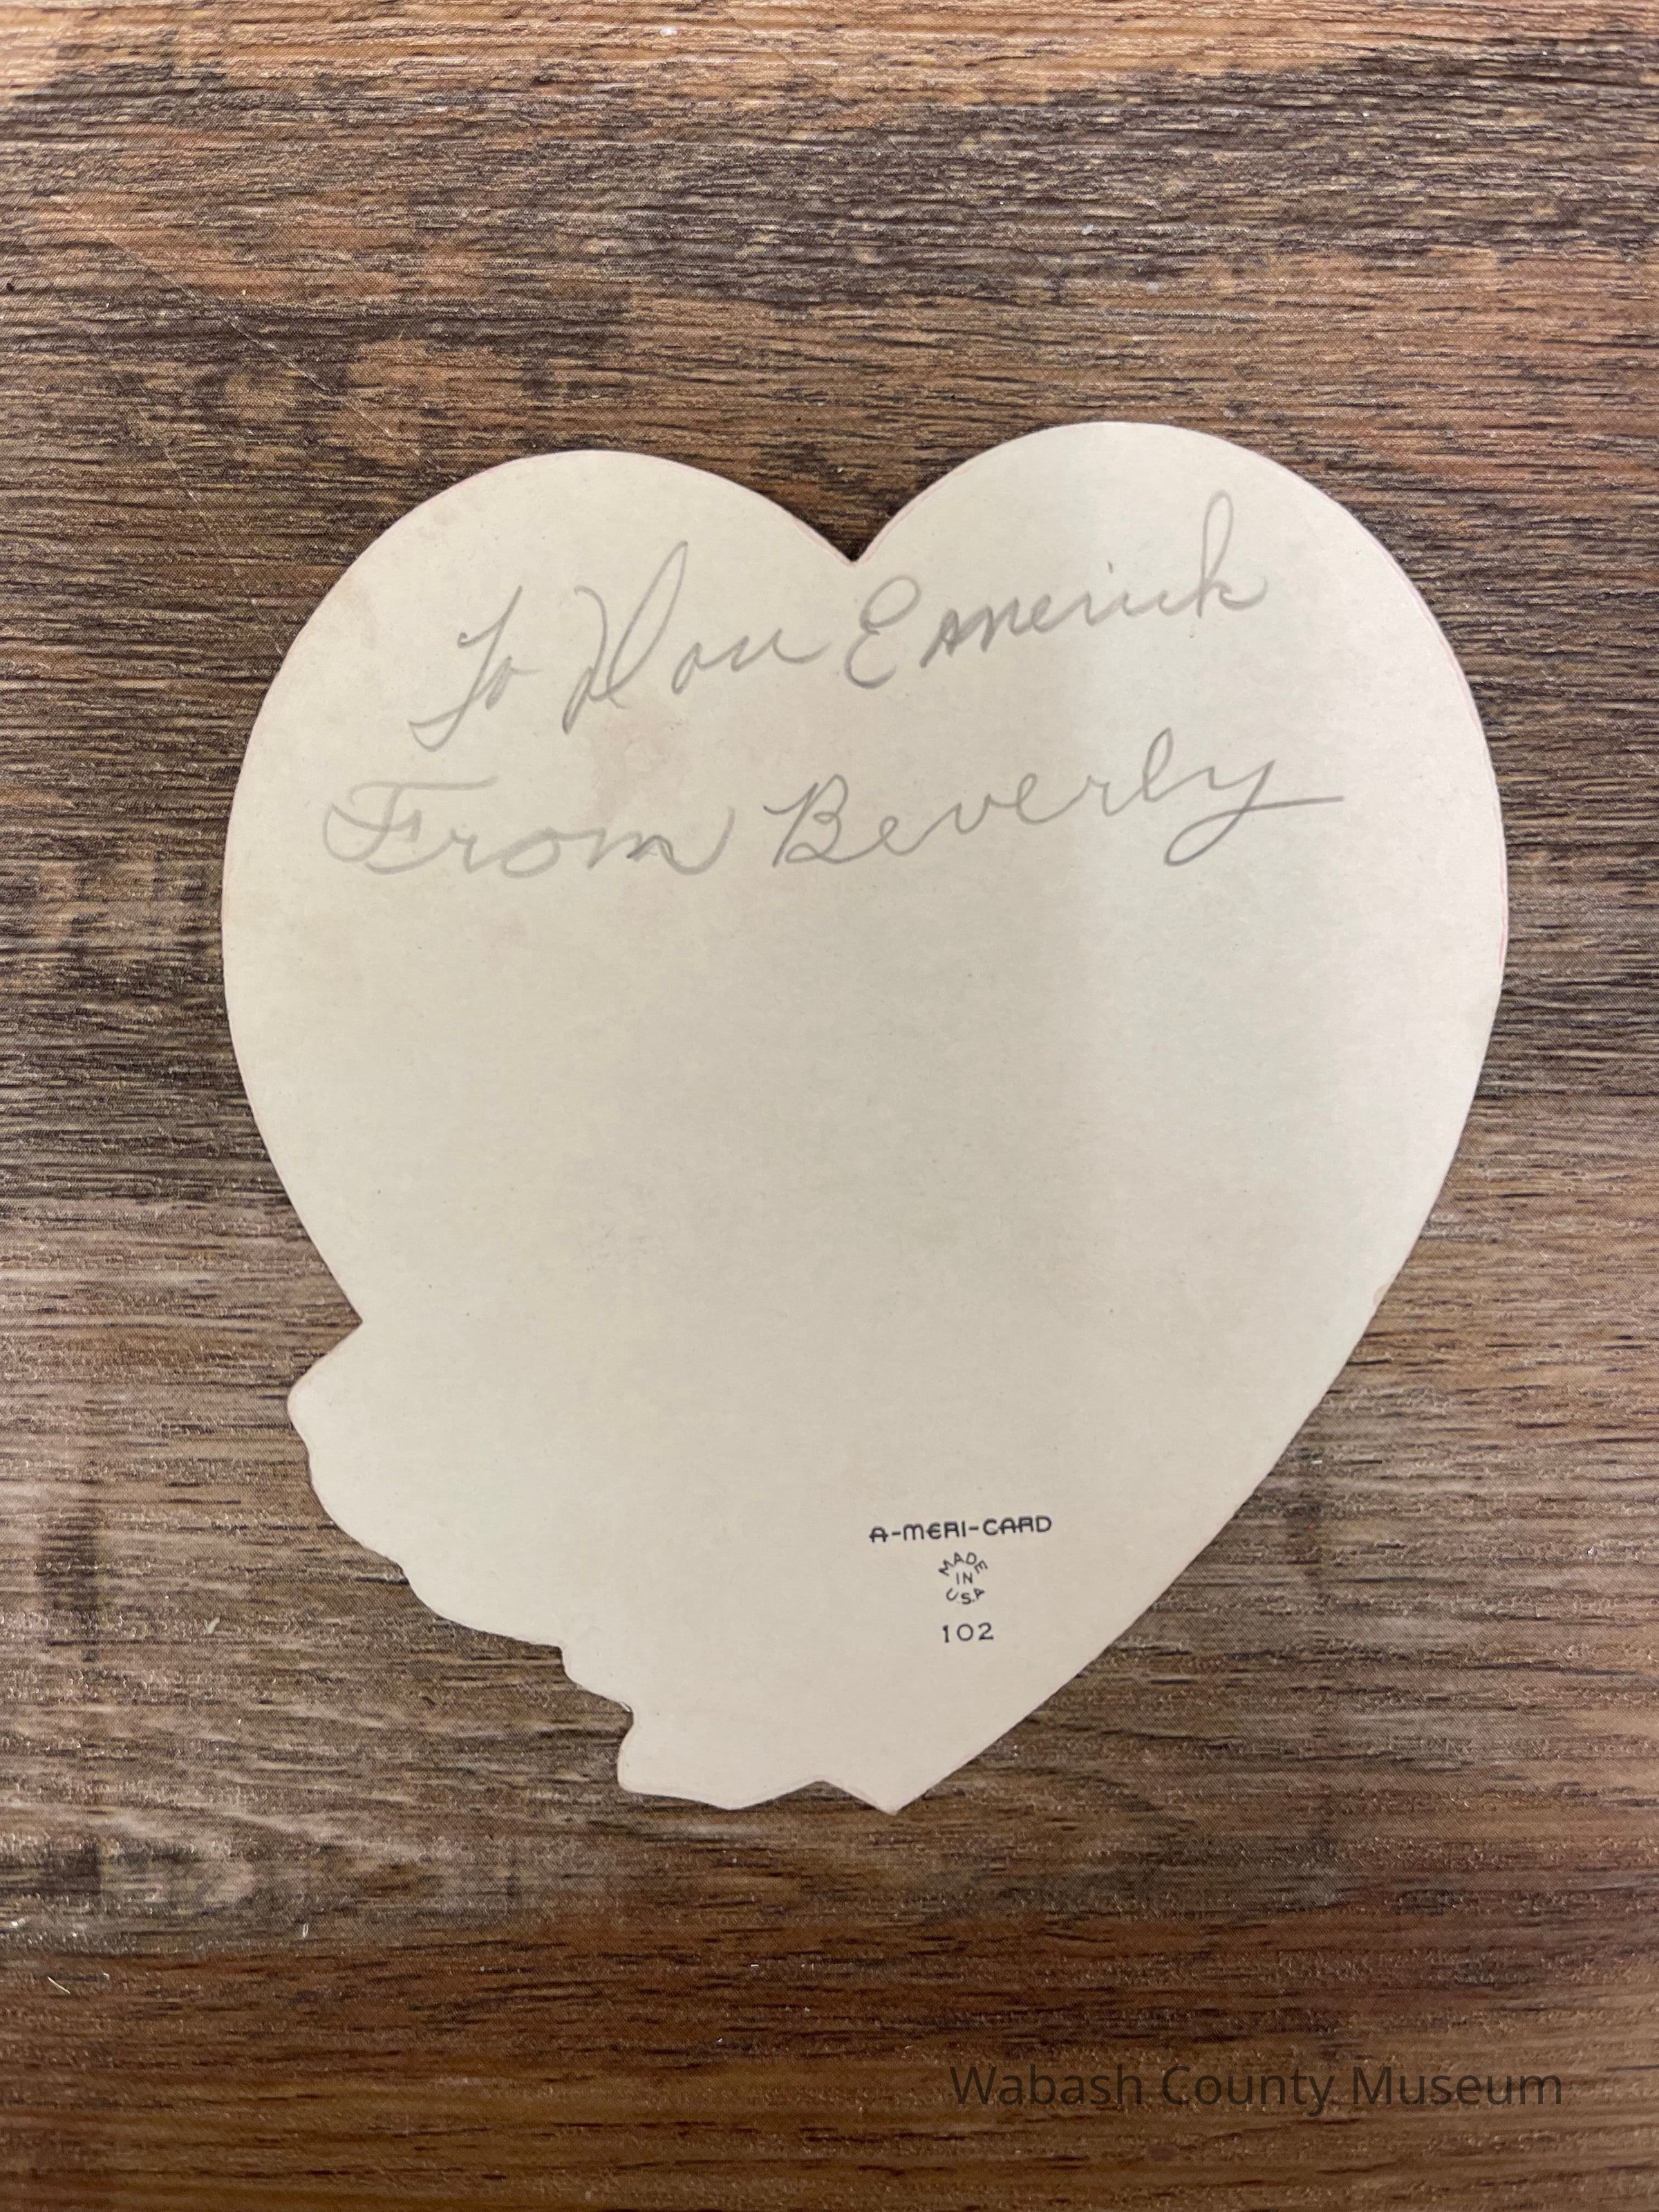 To Don Emerick
From Beverly
A-MERI-CARD
MADE
IN
U.S.A
102
Wabash County Museum